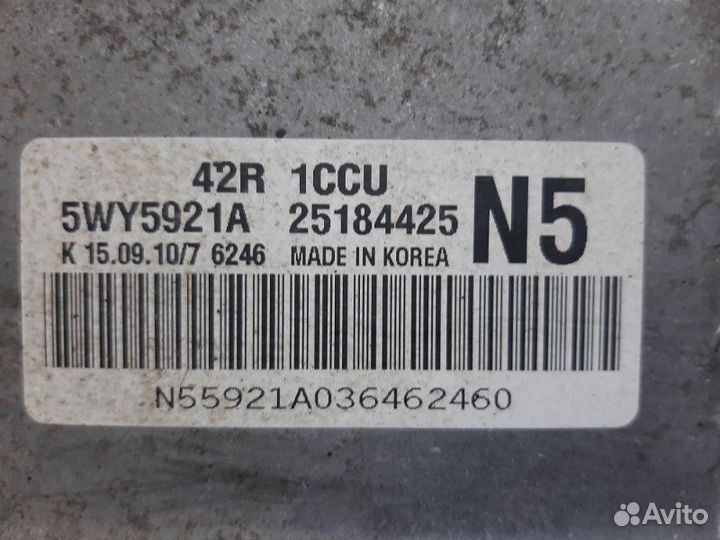 42R 1CCU
5WY5921A 25184425 N5
K 15.09.10/7 6246 MADE IN KOREA
N55921A036462460
Avito